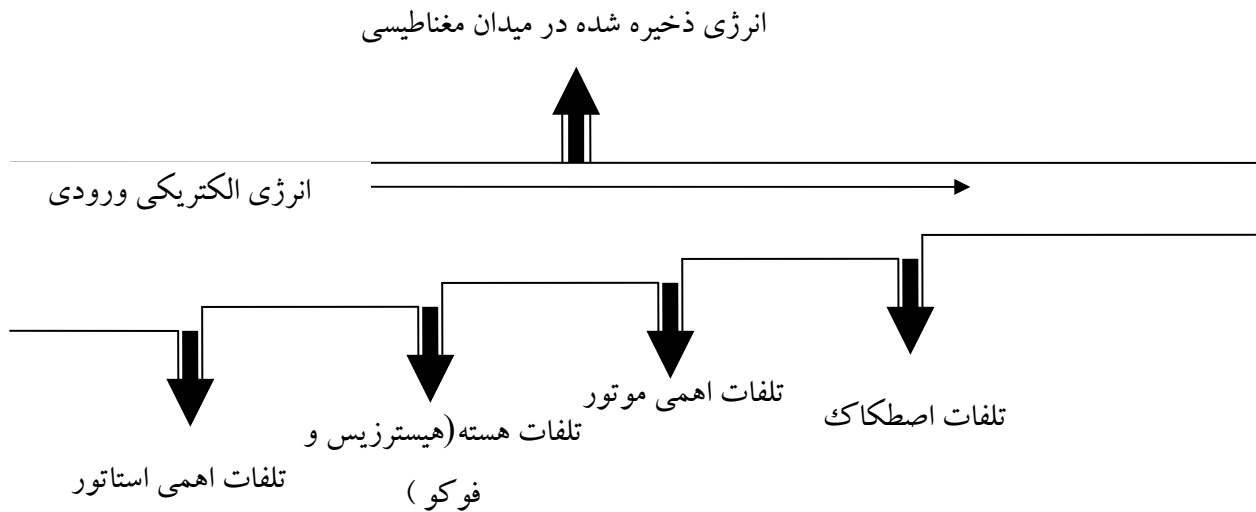 انرژی ذخیره شده در میدان مغناطیسی
انرژی الکتریکی ورودی
تلفات اهمی استاتور
تلفات هسته(هیسترزیس و
فوکو )
تلفات اهمی موتور
تلفات اصطکاک